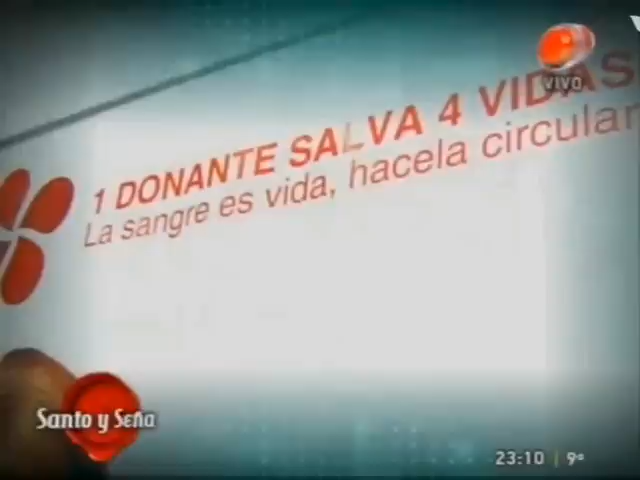 VIVO
1 DONANTE SALVA 4 VIDAS
La sangre es vida, hacela circular
Santo y Seña
23:10 9º